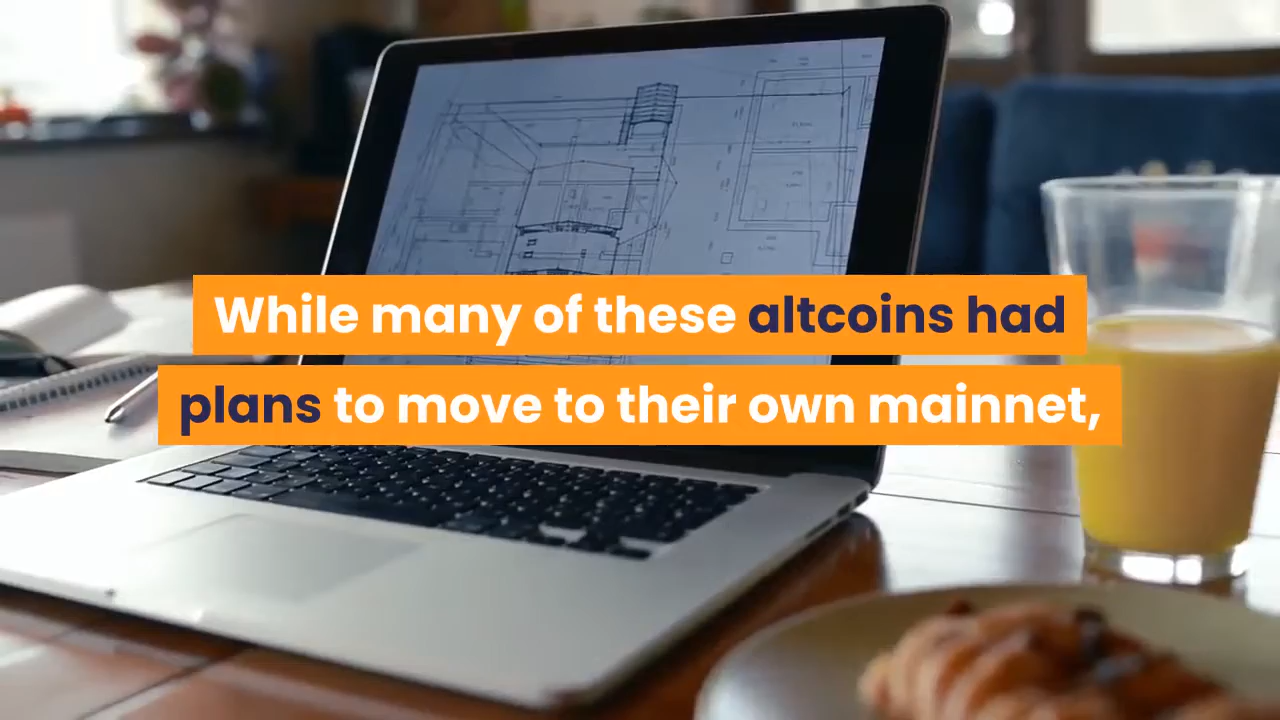 While many of these altcoins had
plans to move to their own mainnet,